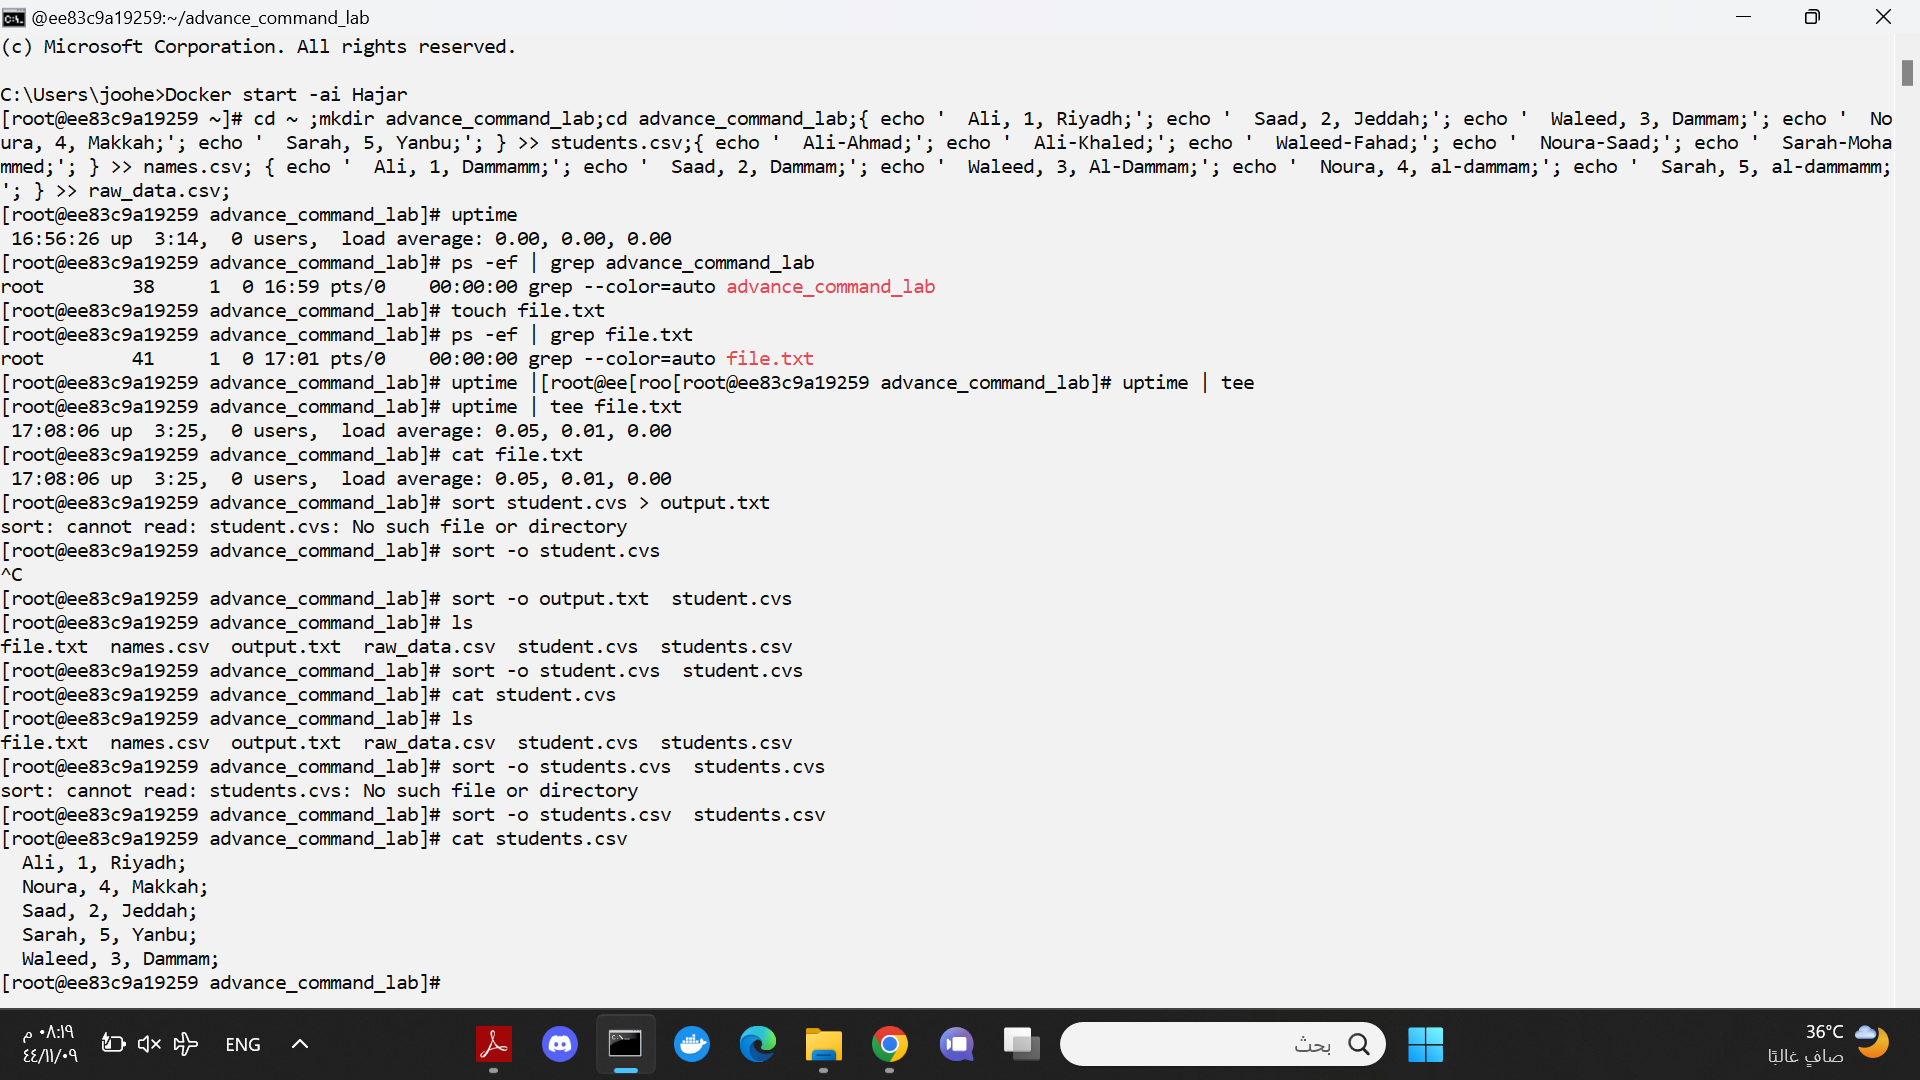 @ee83c9a19259:~/advance_command_lab
(c) Microsoft Corporation. All rights reserved.
C:\Users\joohe>Docker start -ai Hajar
[root@ee83c9a19259 ~]# cd ~ ;mkdir advance_command_lab;cd advance_command_lab;{ echo '  Ali, 1, Riyadh;'; echo '  Saad, 2, Jeddah;'; echo '  Waleed, 3, Dammam;'; echo '  No
ura, 4, Makkah;'; echo '  Sarah, 5, Yanbu;'; } >> students.csv;{ echo '  Ali-Ahmad;'; echo '  Ali-Khaled;'; echo '  Waleed-Fahad;'; echo '  Noura-Saad;'; echo '  Sarah-Moha
mmed;'; } >> names.csv; { echo '  Ali, 1, Dammamm;'; echo '  Saad, 2, Dammam;'; echo '  Waleed, 3, Al-Dammam;'; echo '  Noura, 4, al-dammam;'; echo '  Sarah, 5, al-dammamm;
'; } >> raw_data.csv;
[root@ee83c9a19259 advance_command_lab]# uptime
 16:56:26 up  3:14,  0 users,  load average: 0.00, 0.00, 0.00
[root@ee83c9a19259 advance_command_lab]# ps -ef | grep advance_command_lab
root        38     1  0 16:59 pts/0    00:00:00 grep --color=auto advance_command_lab
[root@ee83c9a19259 advance_command_lab]# touch file.txt
[root@ee83c9a19259 advance_command_lab]# ps -ef | grep file.txt
root        41     1  0 17:01 pts/0    00:00:00 grep --color=auto file.txt
[root@ee83c9a19259 advance_command_lab]# uptime |[root@ee[roo[root@ee83c9a19259 advance_command_lab]# uptime | tee
[root@ee83c9a19259 advance_command_lab]# uptime | tee file.txt
 17:08:06 up  3:25,  0 users,  load average: 0.05, 0.01, 0.00
[root@ee83c9a19259 advance_command_lab]# cat file.txt
 17:08:06 up  3:25,  0 users,  load average: 0.05, 0.01, 0.00
[root@ee83c9a19259 advance_command_lab]# sort student.cvs > output.txt
sort: cannot read: student.cvs: No such file or directory
[root@ee83c9a19259 advance_command_lab]# sort -o student.cvs
^C
[root@ee83c9a19259 advance_command_lab]# sort -o output.txt  student.cvs
[root@ee83c9a19259 advance_command_lab]# ls
file.txt  names.csv  output.txt  raw_data.csv  student.cvs  students.csv
[root@ee83c9a19259 advance_command_lab]# sort -o student.cvs  student.cvs
[root@ee83c9a19259 advance_command_lab]# cat student.cvs
[root@ee83c9a19259 advance_command_lab]# ls
file.txt  names.csv  output.txt  raw_data.csv  student.cvs  students.csv
[root@ee83c9a19259 advance_command_lab]# sort -o students.cvs  students.cvs
sort: cannot read: students.cvs: No such file or directory
[root@ee83c9a19259 advance_command_lab]# sort -o students.csv  students.csv
[root@ee83c9a19259 advance_command_lab]# cat students.csv
  Ali, 1, Riyadh;
  Noura, 4, Makkah;
  Saad, 2, Jeddah;
  Sarah, 5, Yanbu;
  Waleed, 3, Dammam;
[root@ee83c9a19259 advance_command_lab]#
٠٨:١٩ م
٤٤/١١/٠٩
ENG
بحث
36°C
صافٍ غالبًا